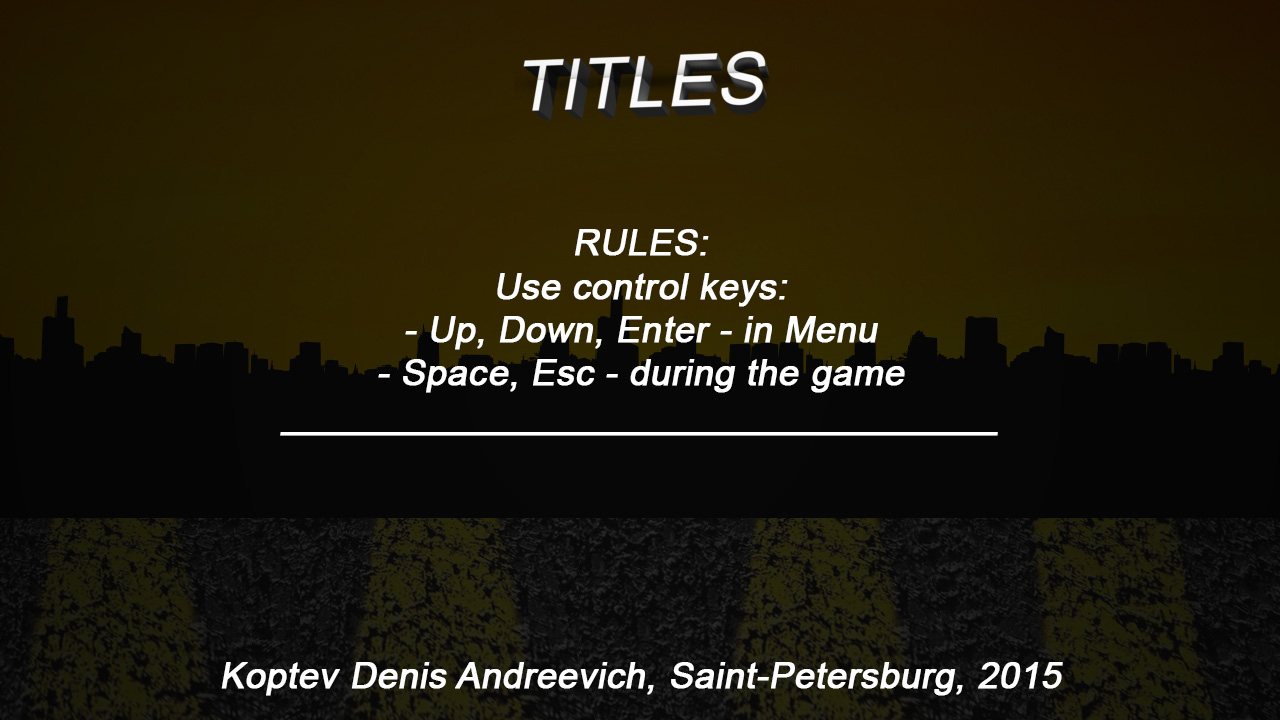 TITLES
RULES:
Use control keys:
- Up, Down, Enter - in Menu
- Space, Esc - during the game
Koptev Denis Andreevich, Saint-Petersburg, 2015